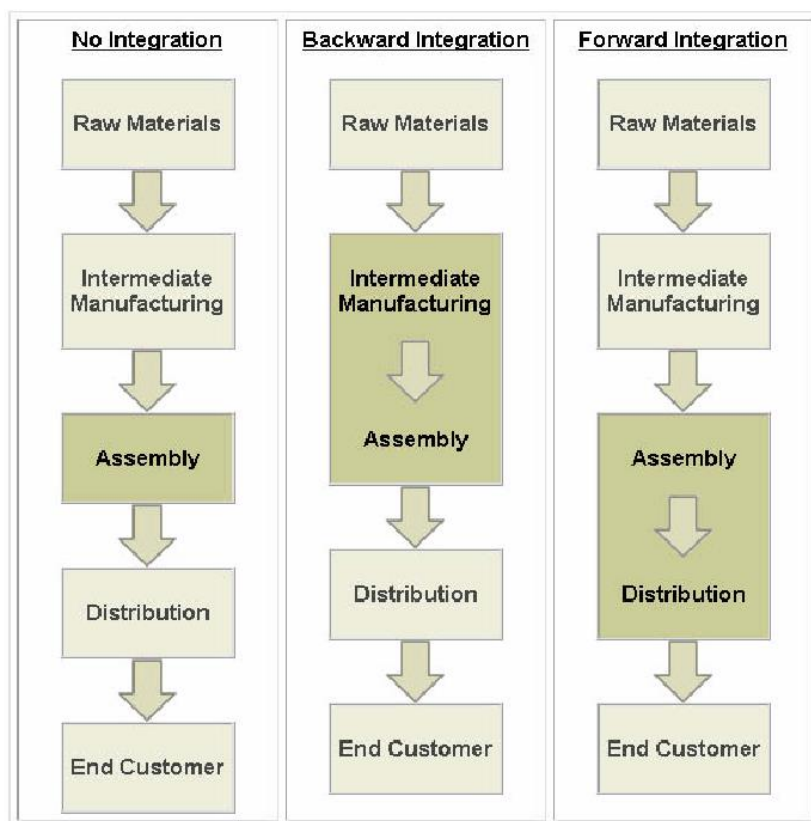 No Integration
Raw Materials
Intermediate
Manufacturing
Assembly
Distribution
End Customer
Backward Integration
Raw Materials
Intermediate
Manufacturing
Assembly
Distribution
End Customer
Forward Integration
Raw Materials
Intermediate
Manufacturing
Assembly
Distribution
End Customer